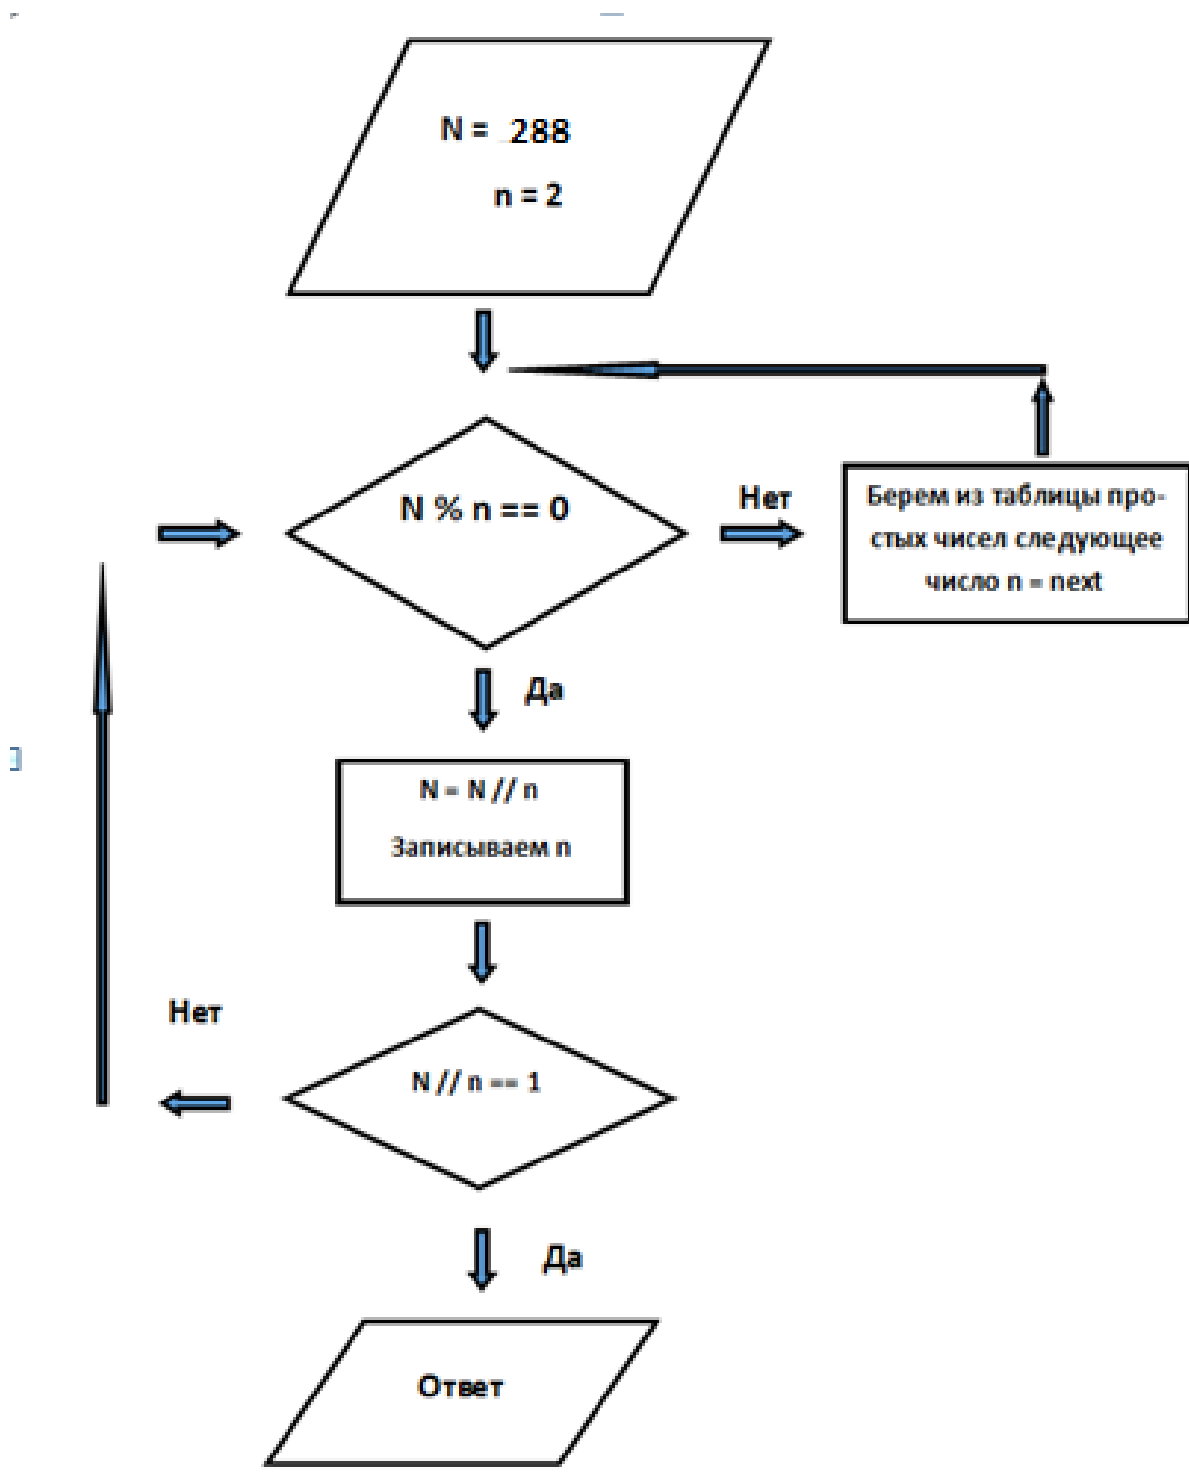 N = 288
n = 2
N % n == 0
Нет
Берем из таблицы про-
стых чисел следующее
число n = next
Да
N = N // n
Записываем n
Нет
N // n == 1
Да
Ответ